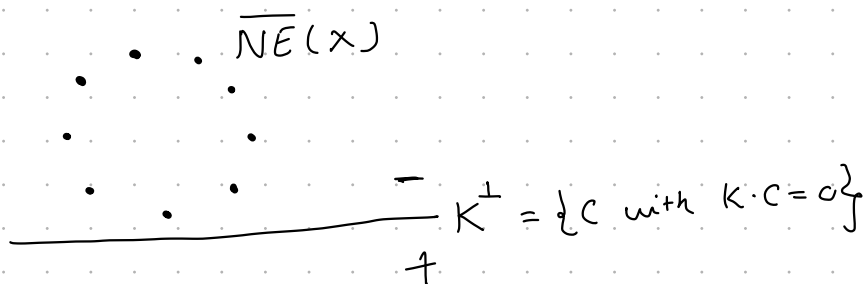 NE(X)
−
K^⊥ = {C with K·C=0}
+